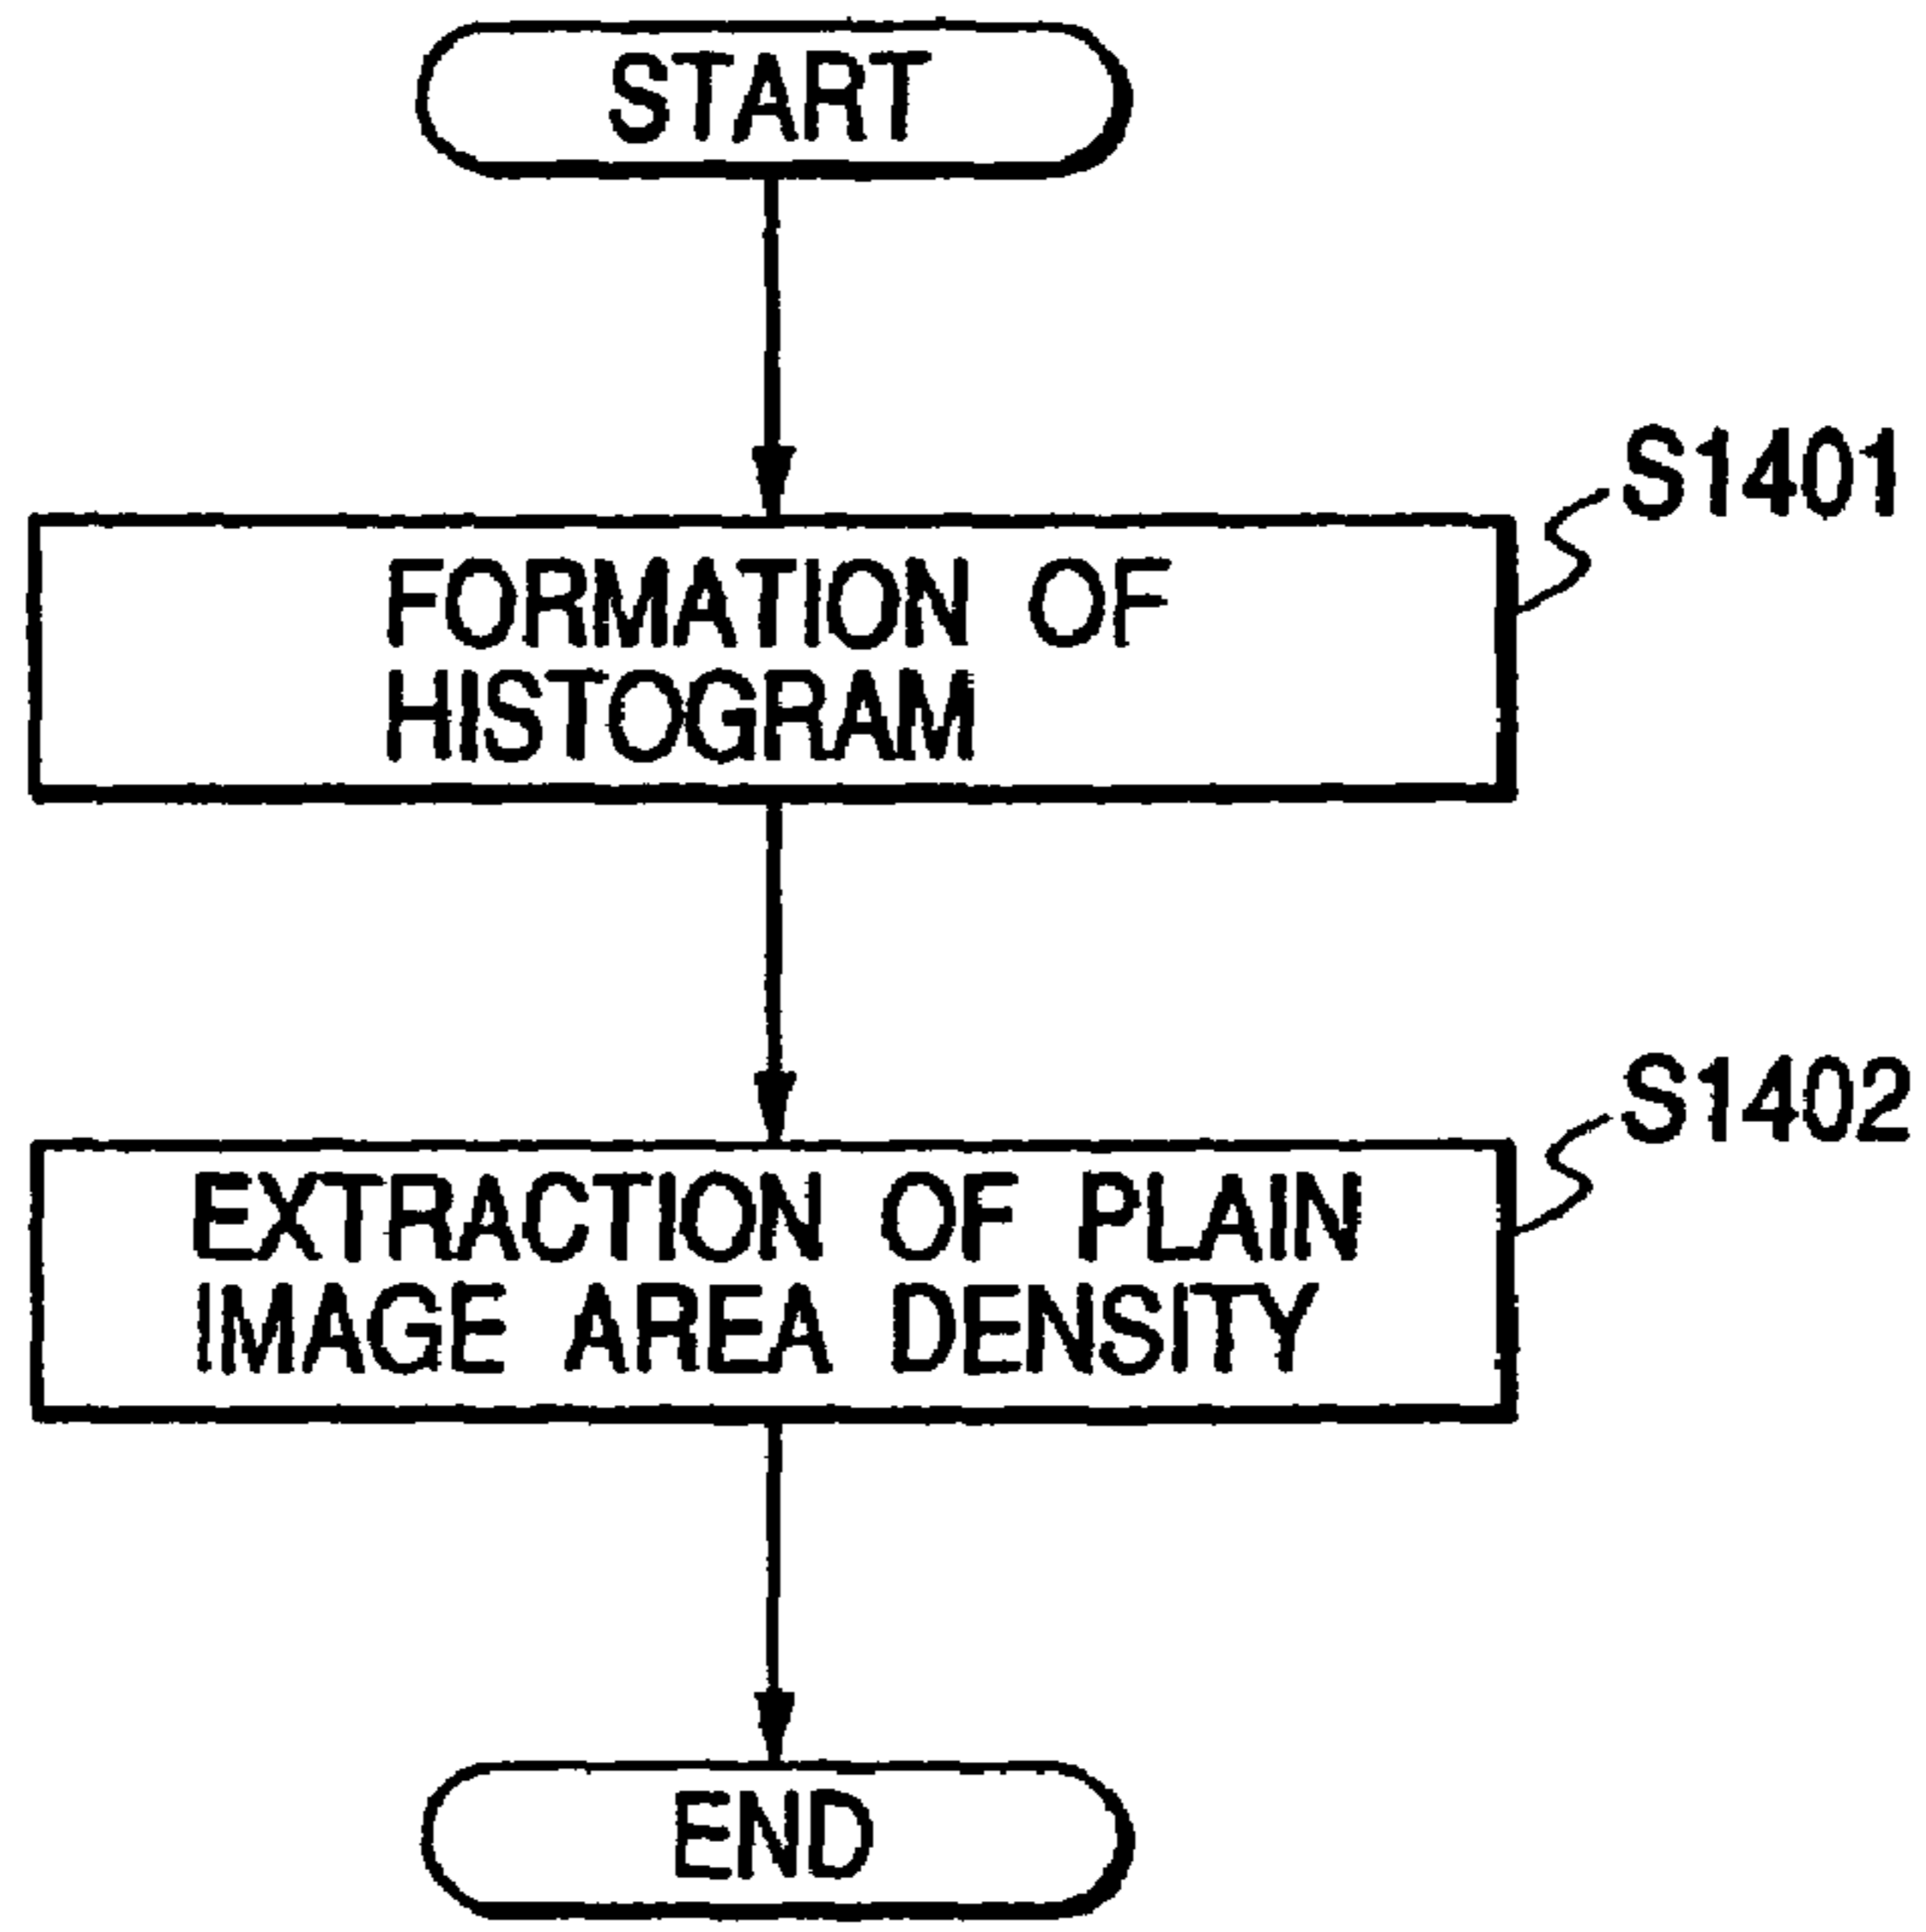 START
S1401
FORMATION OF
HISTOGRAM
S1402
EXTRACTION OF PLAIN
IMAGE AREA DENSITY
END